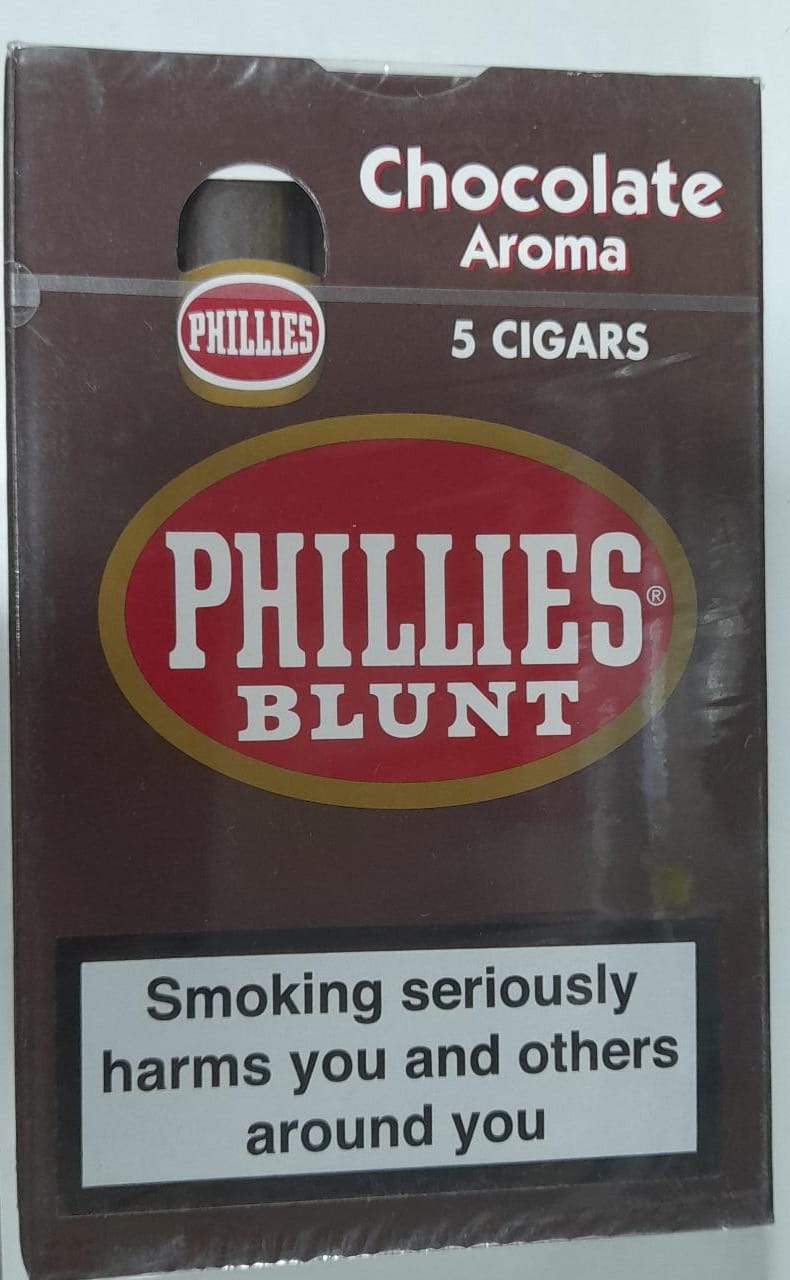 Chocolate
Aroma
PHILLIES
5 CIGARS
PHILLIES®
BLUNT
Smoking seriously
harms you and others
around you